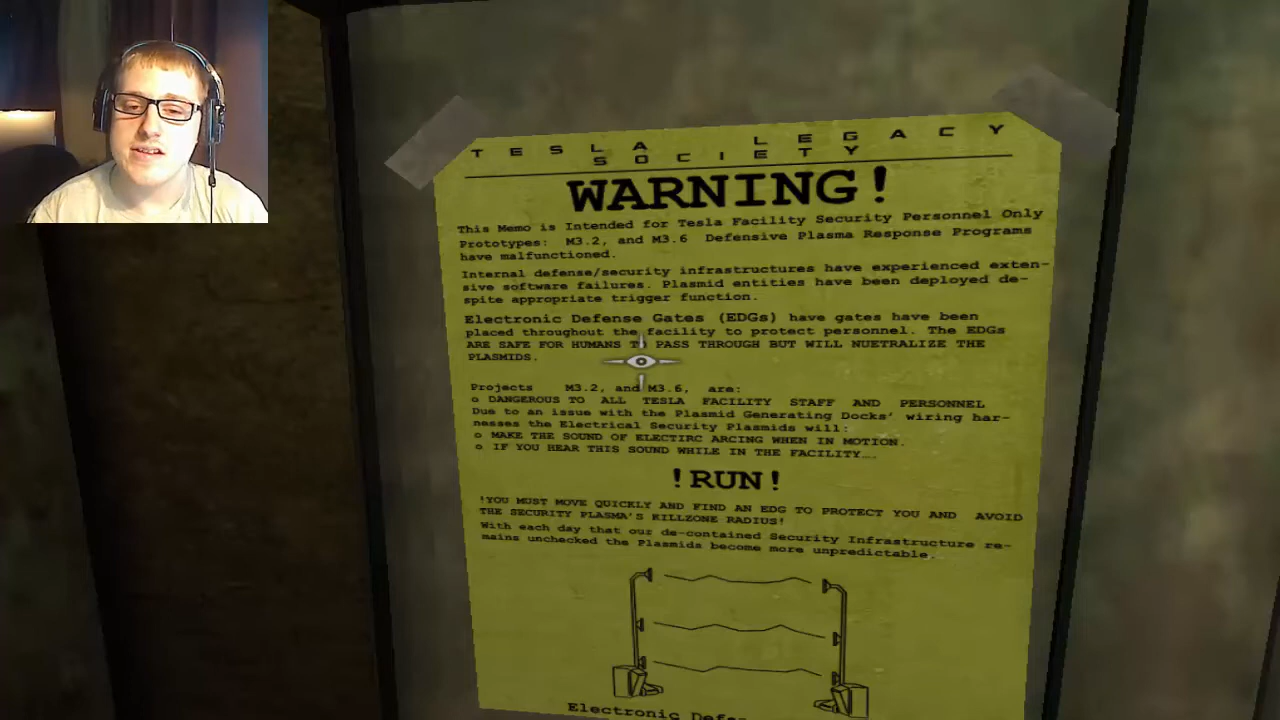 TESLA LEGACY
SOCIETY
WARNING!
This Memo is Intended for Tesla Facility Security Personnel Only
Prototypes: M3.2, and M3.6 Defensive Plasma Response Programs
have malfunctioned.
Internal defense/security infrastructures have experienced exten-
sive software failures. Plasmid entities have been deployed de-
spite appropriate trigger function.
Electronic Defense Gates (EDGs) have gates have been
placed throughout the facility to protect personnel. The EDGs
ARE SAFE FOR HUMANS TO PASS THROUGH BUT WILL NUETRALIZE THE
PLASMIDS.
Projects M3.2, and M3.6, are:
o DANGEROUS TO ALL TESLA FACILITY STAFF AND PERSONNEL
Due to an issue with the Plasmid Generating Docks' wiring har-
nesses the Electrical Security Plasmids will:
o MAKE THE SOUND OF ELECTIRC ARCING WHEN IN MOTION.
o IF YOU HEAR THIS SOUND WHILE IN THE FACILITY….
!RUN!
!YOU MUST MOVE QUICKLY AND FIND AN EDG TO PROTECT YOU AND AVOID
THE SECURITY PLASMA'S KILLZONE RADIUS!
With each day that our de-contained Security Infrastructure re-
mains unchecked the Plasmids become more unpredictable.
Electronic Defe